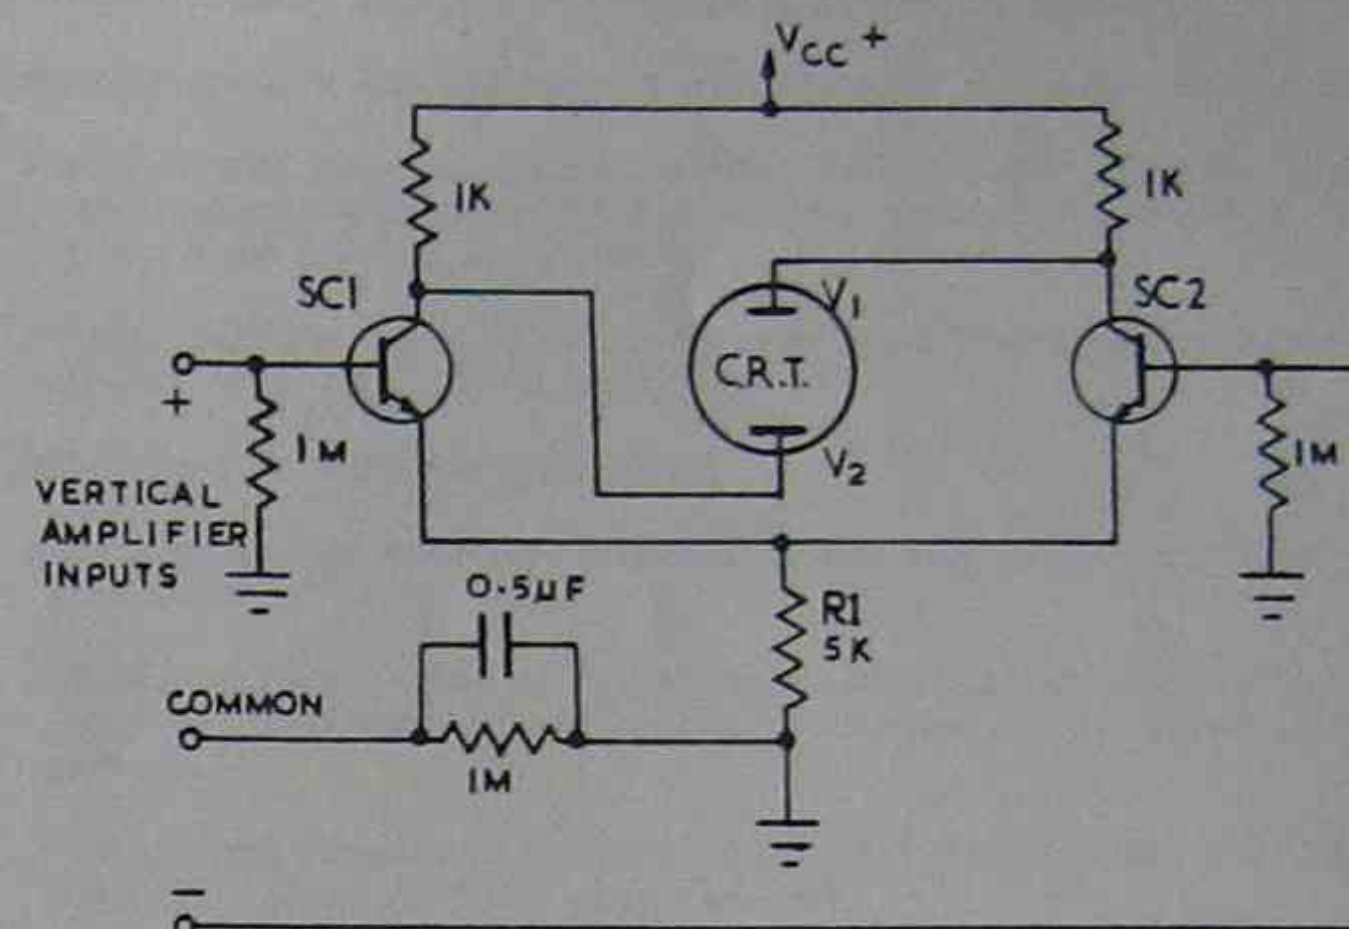 VCC +
1K
1K
SC1
V1
SC2
C.R.T.
+
1M
V2
1M
VERTICAL
AMPLIFIER
INPUTS
0.5µF
R1
5K
COMMON
1M
−